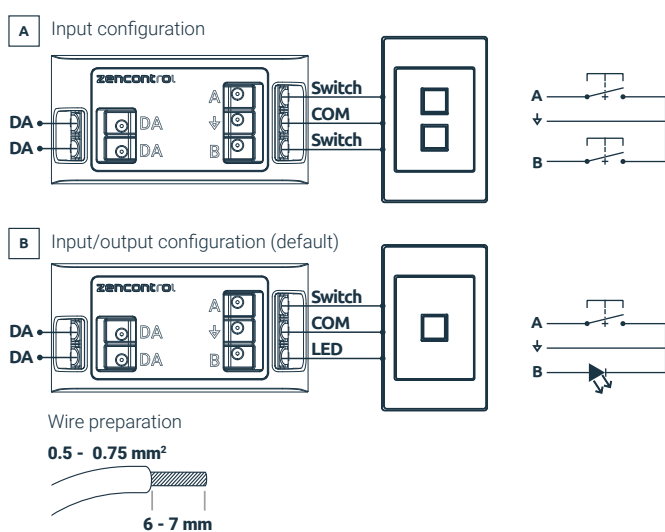 A Input configuration
zencontrol
A
B
DA
DA
DA
DA
Switch
COM
Switch
A
B
B Input/output configuration (default)
zencontrol
A
B
DA
DA
DA
DA
Switch
COM
LED
A
B
Wire preparation
0.5 - 0.75 mm²
6 - 7 mm